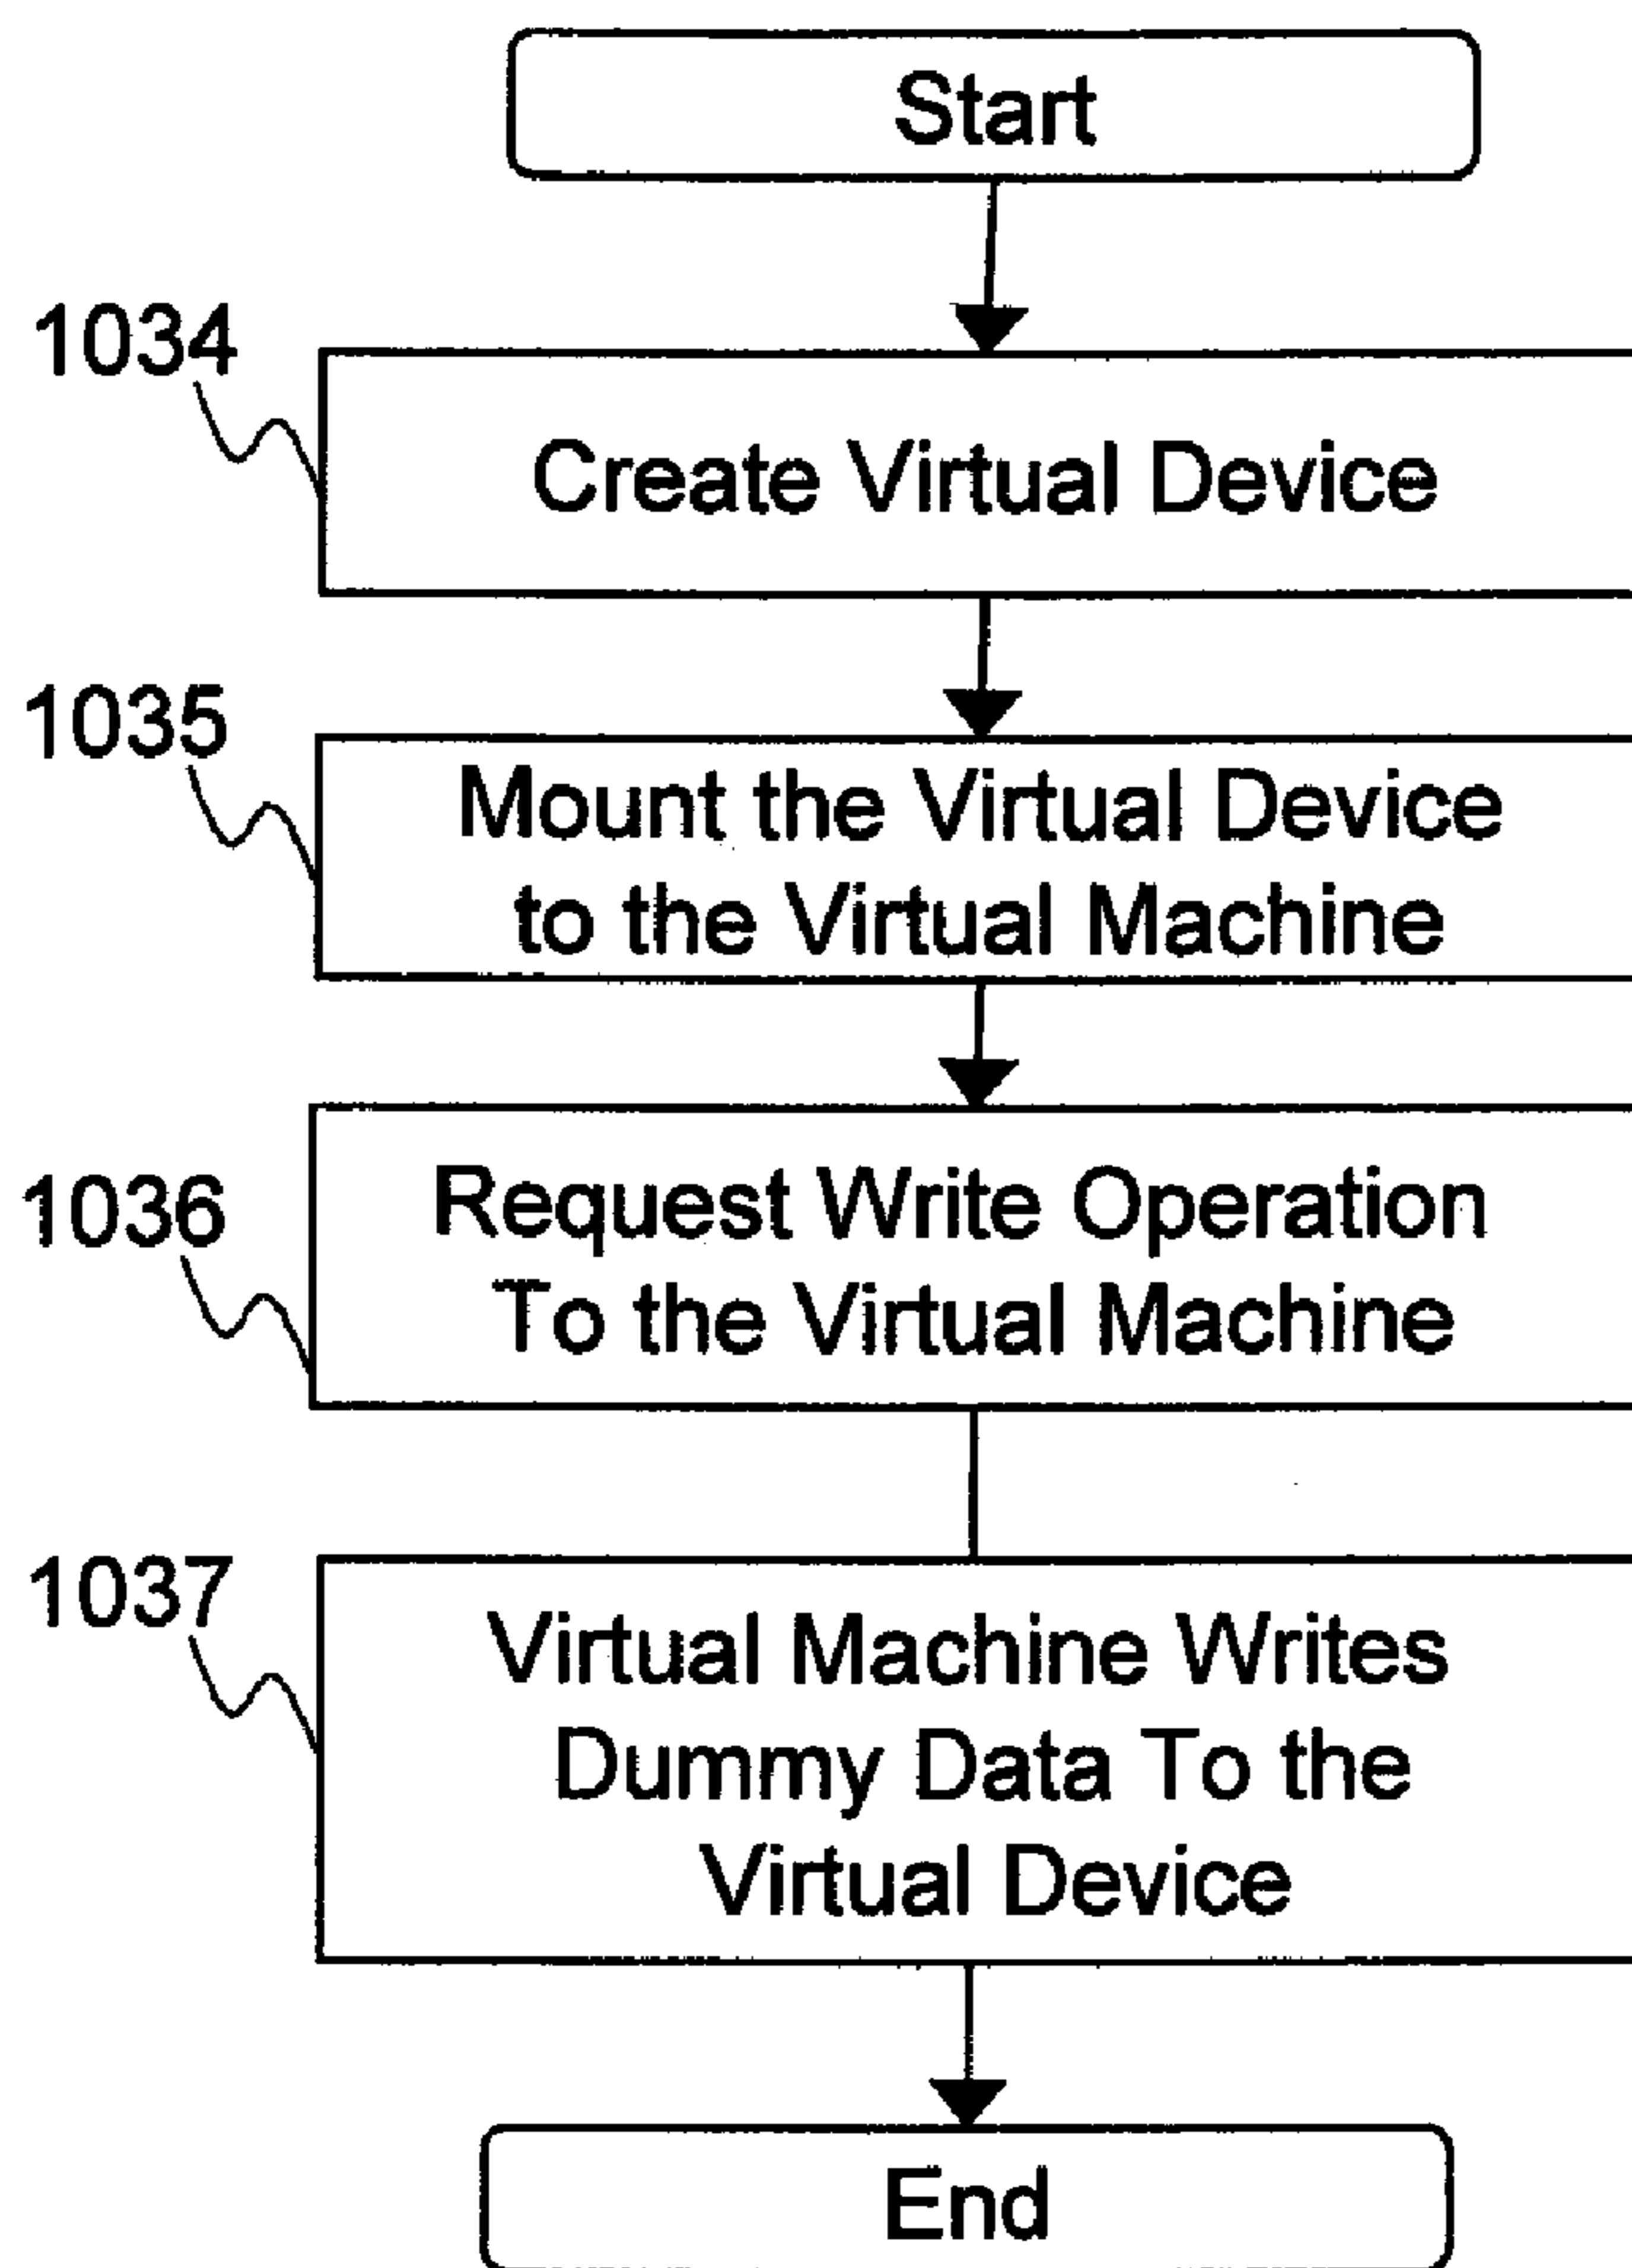 Start
1034
Create Virtual Device
1035
Mount the Virtual Device
to the Virtual Machine
1036
Request Write Operation
To the Virtual Machine
1037
Virtual Machine Writes
Dummy Data To the
Virtual Device
End